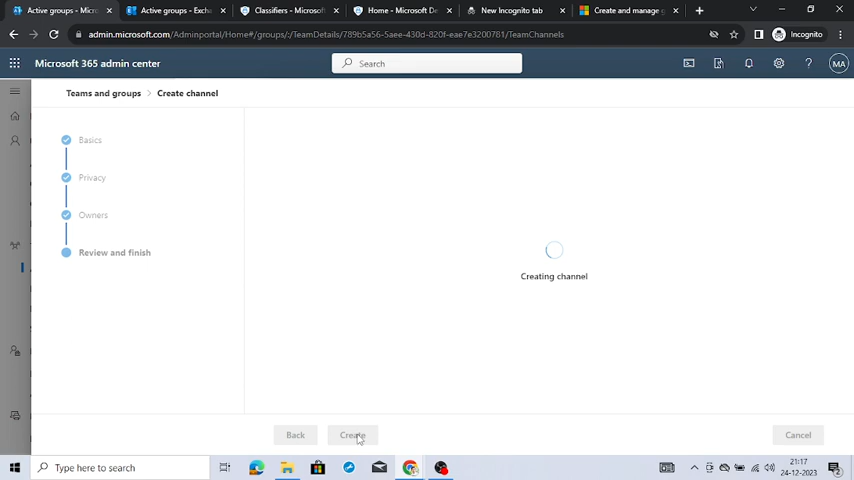 Active groups - Micros
Active groups - Exch
Classifiers - Microsoft
Home - Microsoft De
New Incognito tab
Create and manage g
admin.microsoft.com/Adminportal/Home#/groups/:/TeamDetails/789b5a56-5aee-430d-820f-eae7e3200781/TeamChannels
Incognito
Microsoft 365 admin center
Search
MA
Teams and groups > Create channel
Basics
Privacy
Owners
Review and finish
Creating channel
Back
Create
Cancel
Type here to search
21:17
24-12-2023
2